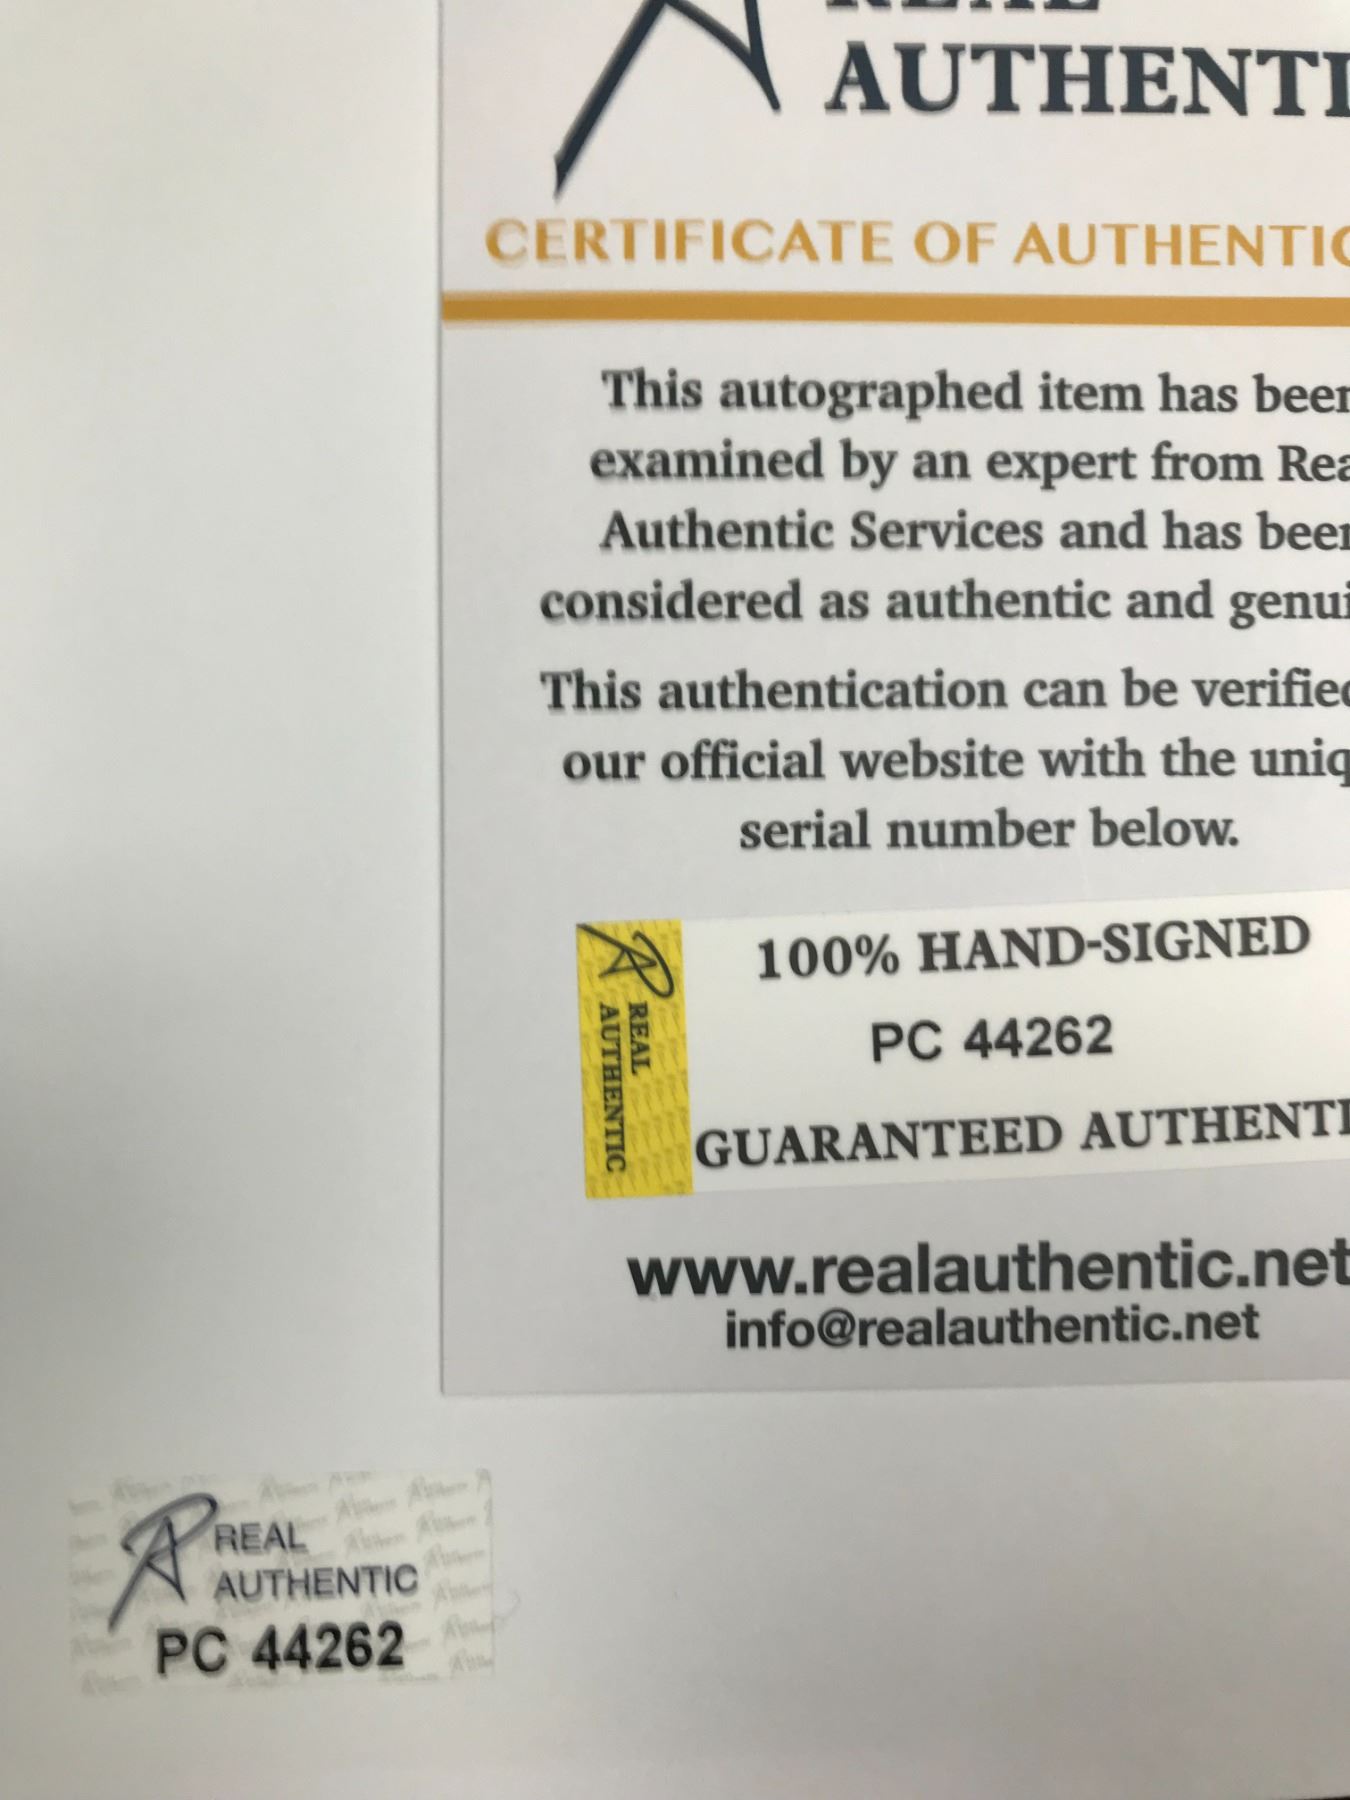 REAL
AUTHENTI
CERTIFICATE OF AUTHENTIC
This autographed item has been
examined by an expert from Rea
Authentic Services and has been
considered as authentic and genui
This authentication can be verified
our official website with the uniq
serial number below.
REAL
AUTHENTIC
100% HAND-SIGNED
PC 44262
GUARANTEED AUTHENTI
www.realauthentic.net
info@realauthentic.net
REAL
AUTHENTIC
PC 44262